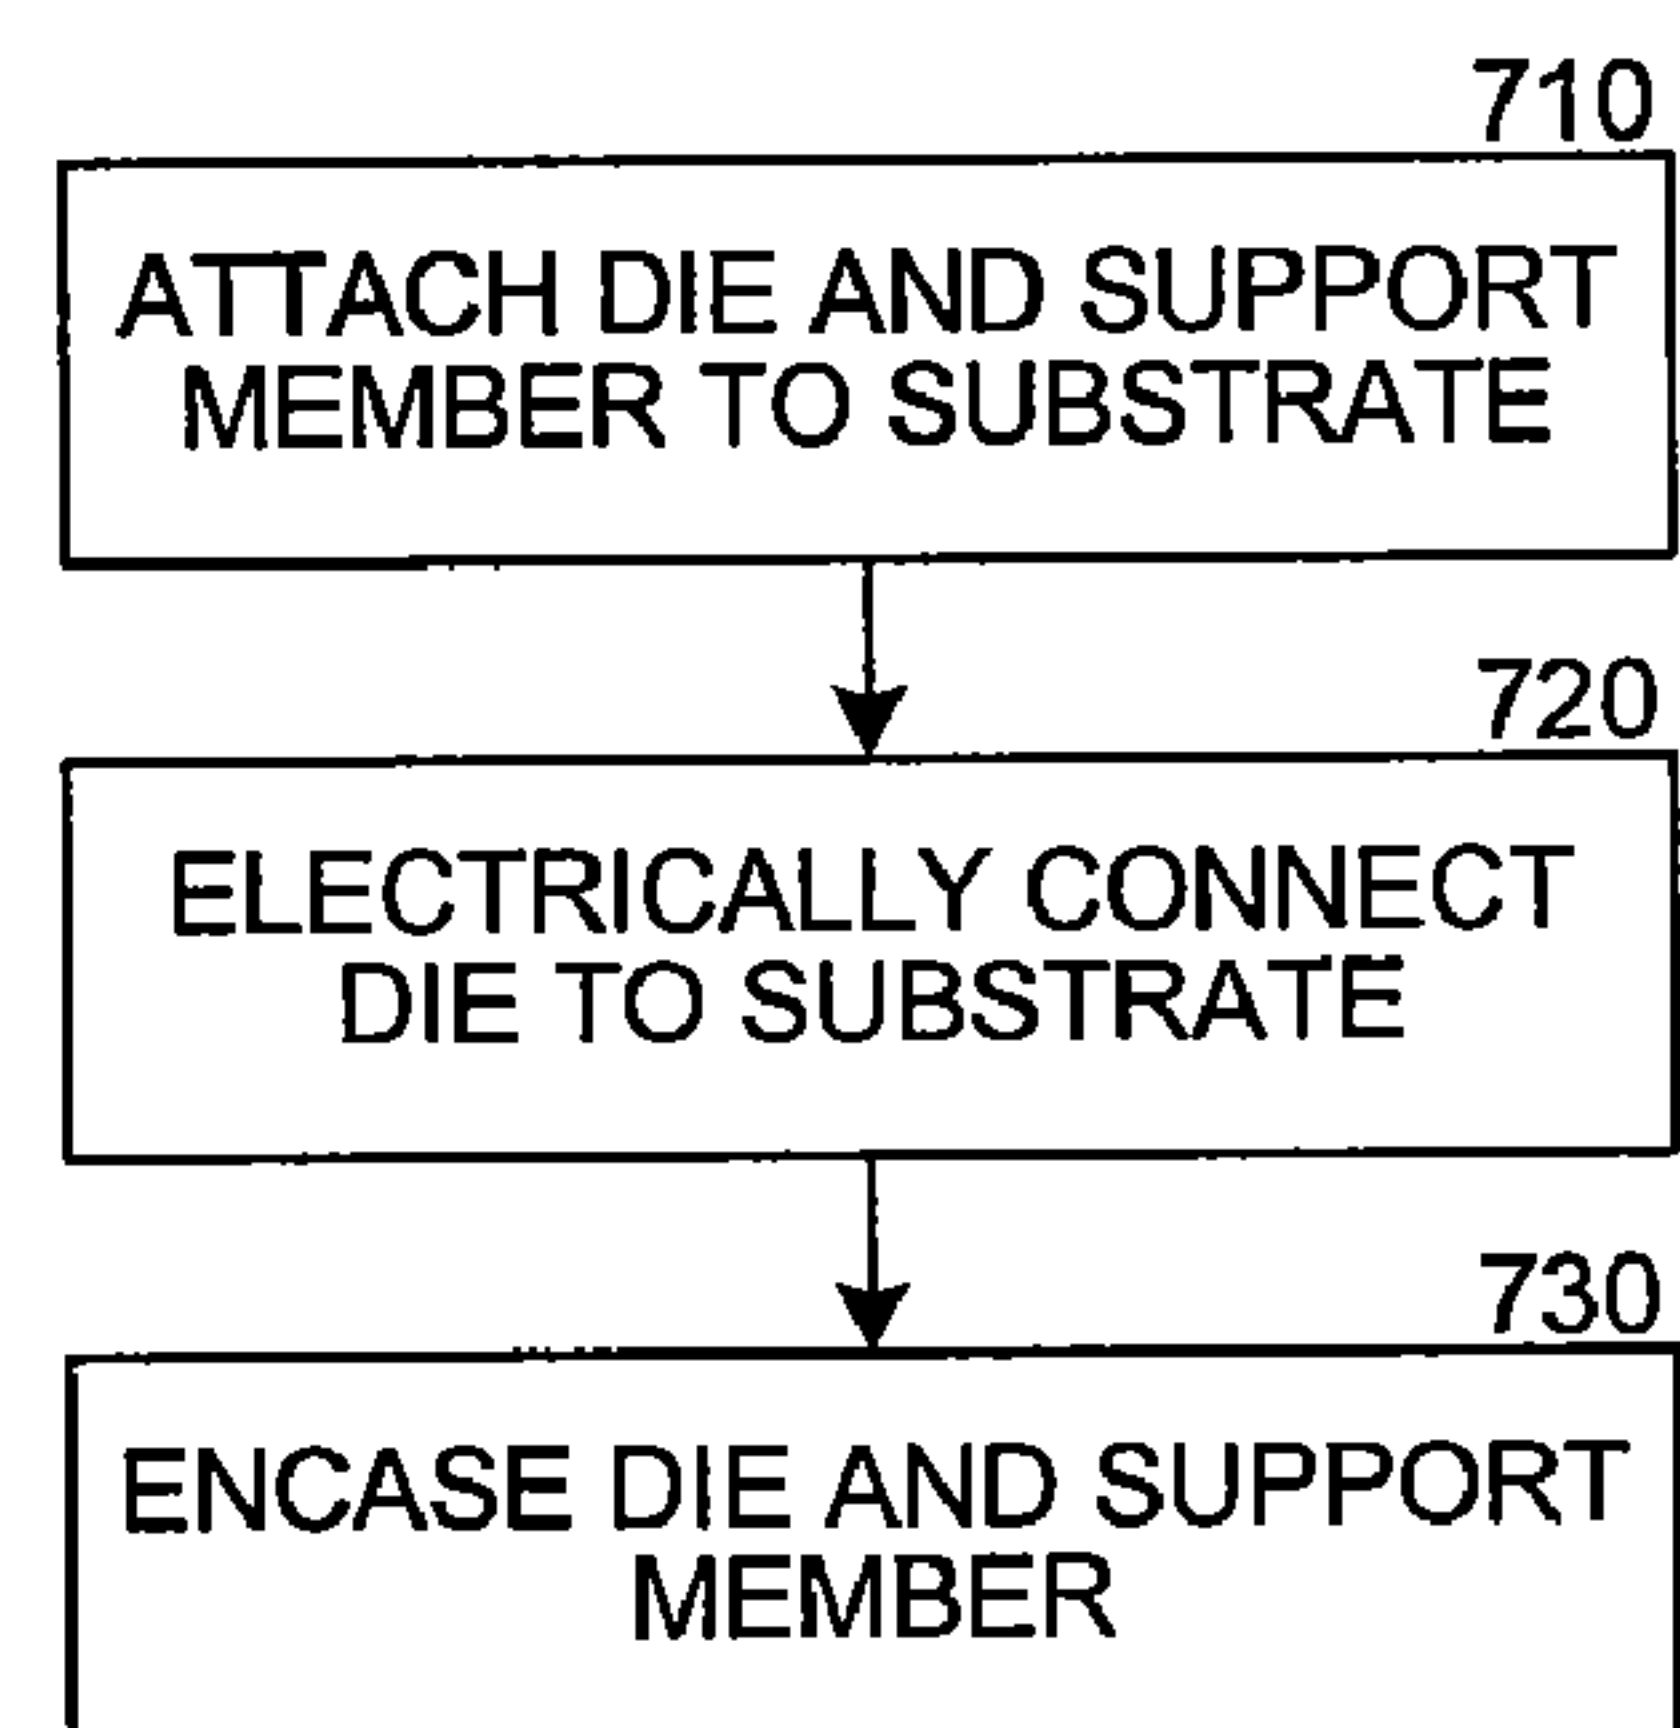 710
ATTACH DIE AND SUPPORT
MEMBER TO SUBSTRATE
720
ELECTRICALLY CONNECT
DIE TO SUBSTRATE
730
ENCASE DIE AND SUPPORT
MEMBER